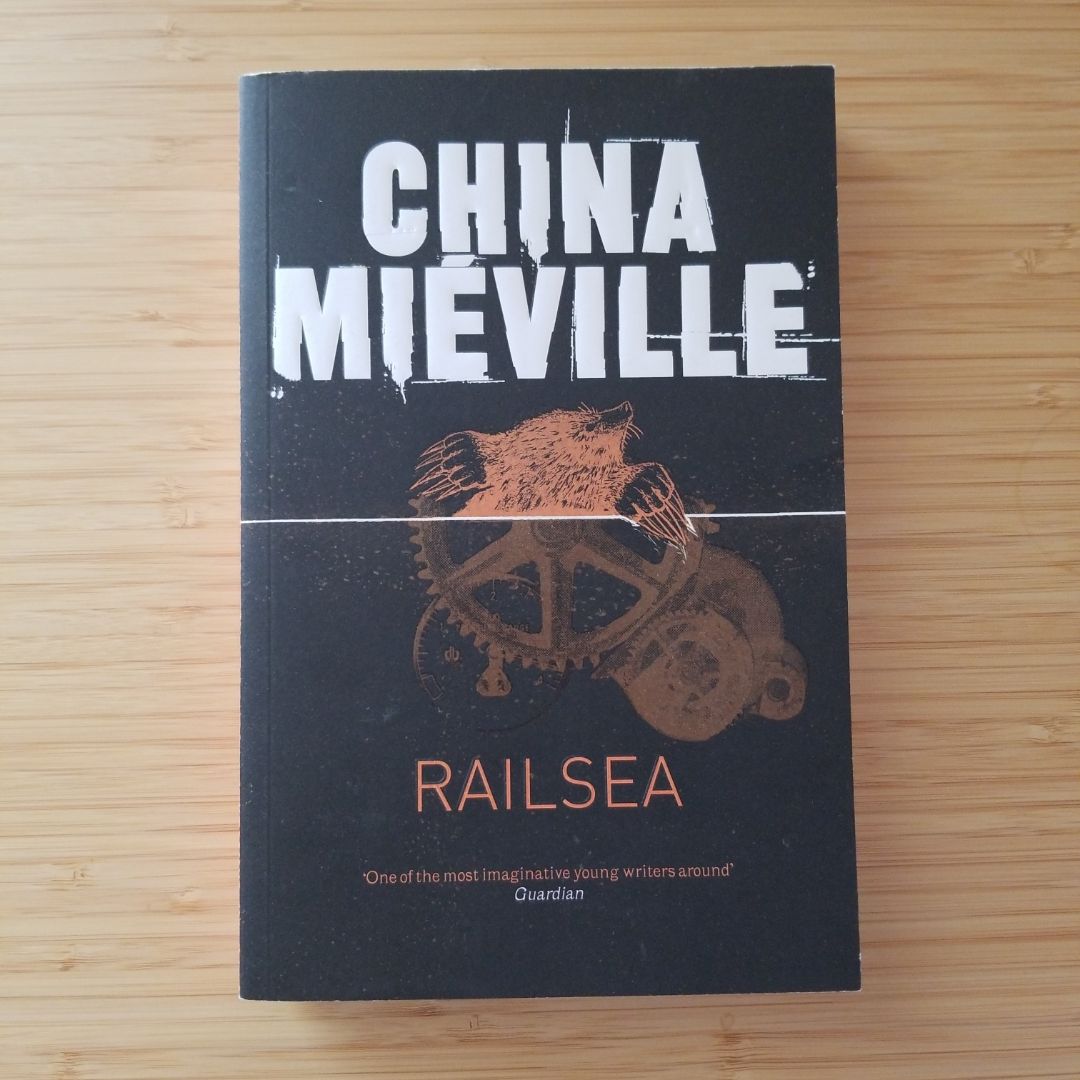 CHINA
MIÉVILLE
RAILSEA
‘One of the most imaginative young writers around’
Guardian